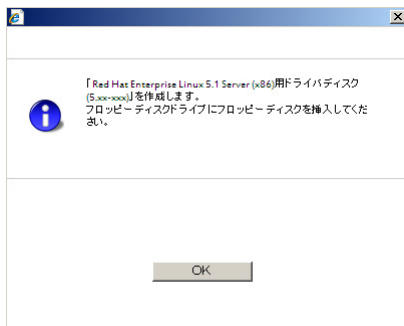 「Red Hat Enterprise Linux 5.1 Server (x86)用ドライバディスク
(5.xx-xxx)」を作成します。
フロッピーディスクドライブにフロッピーディスクを挿入してくだ
さい。
OK